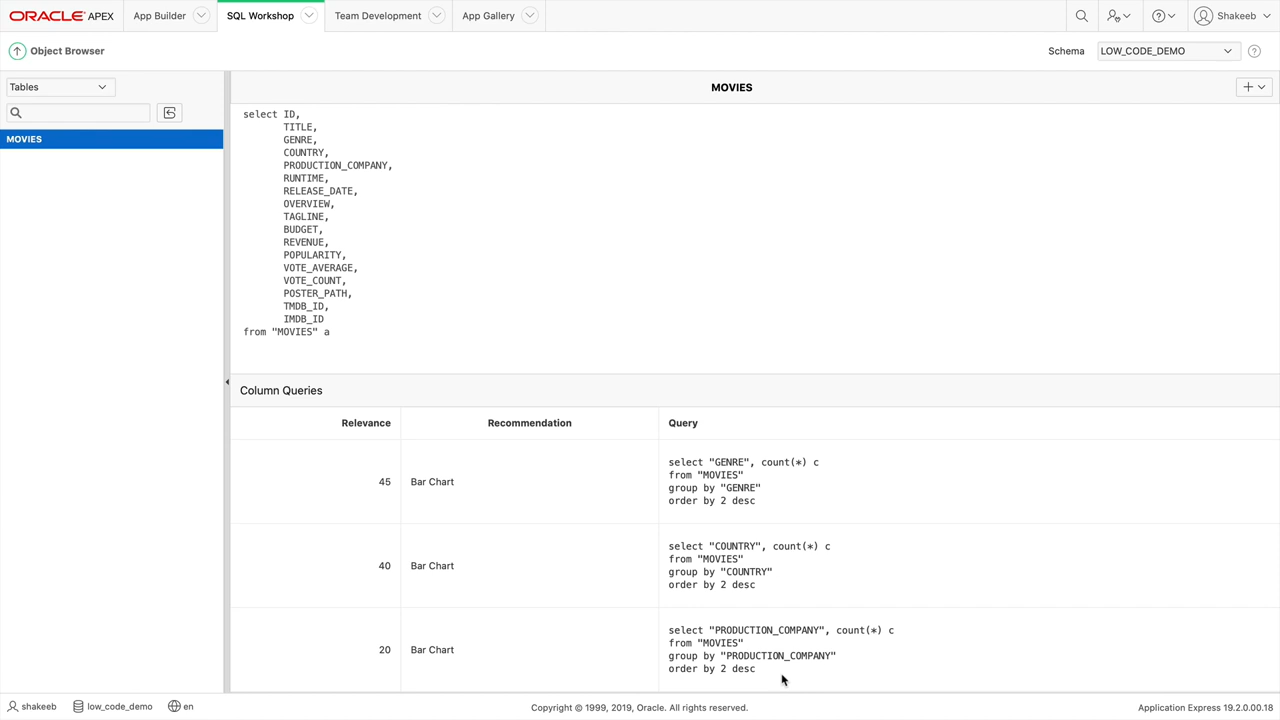 ORACLE APEX App Builder SQL Workshop Team Development App Gallery Shakeeb
Object Browser Schema LOW_CODE_DEMO
Tables
MOVIES
MOVIES
select ID,
TITLE,
GENRE,
COUNTRY,
PRODUCTION_COMPANY,
RUNTIME,
RELEASE_DATE,
OVERVIEW,
TAGLINE,
BUDGET,
REVENUE,
POPULARITY,
VOTE_AVERAGE,
VOTE_COUNT,
POSTER_PATH,
TMDB_ID,
IMDB_ID
from "MOVIES" a
Column Queries
Relevance Recommendation Query
45 Bar Chart
select "GENRE", count(*) c
from "MOVIES"
group by "GENRE"
order by 2 desc
40 Bar Chart
select "COUNTRY", count(*) c
from "MOVIES"
group by "COUNTRY"
order by 2 desc
20 Bar Chart
select "PRODUCTION_COMPANY", count(*) c
from "MOVIES"
group by "PRODUCTION_COMPANY"
order by 2 desc
shakeeb low_code_demo en Copyright © 1999, 2019, Oracle. All rights reserved. Application Express 19.2.0.00.18